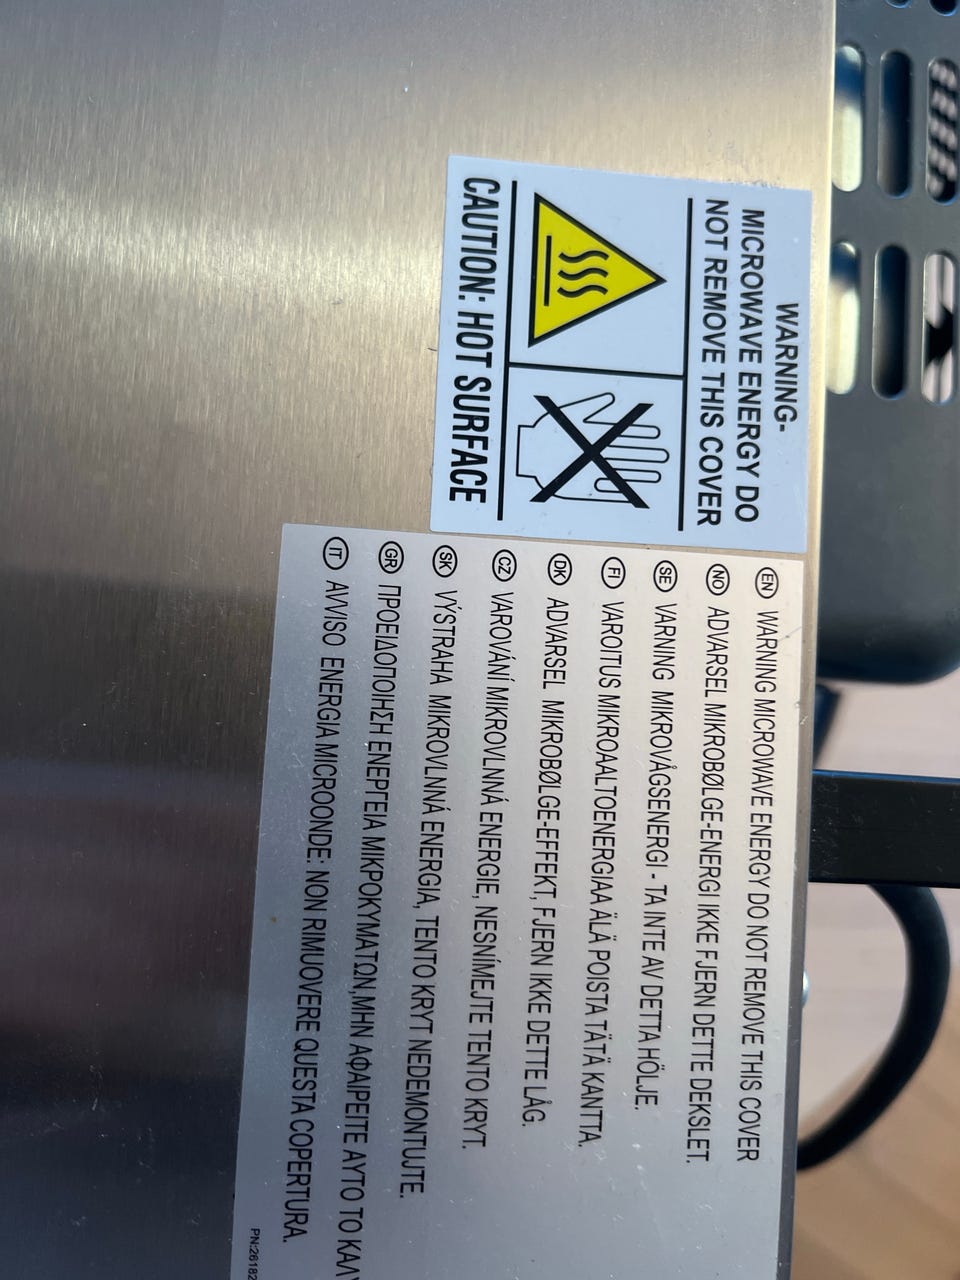 WARNING-
MICROWAVE ENERGY DO
NOT REMOVE THIS COVER
CAUTION: HOT SURFACE
EN WARNING MICROWAVE ENERGY DO NOT REMOVE THIS COVER
NO ADVARSEL MIKROBØLGE-ENERGI IKKE FJERN DETTE DEKSLET.
SE VARNING MIKROVÅGSENERGI - TA INTE AV DETTA HÖLJE.
FI VAROITUS MIKROAALTOENERGIAA ÄLÄ POISTA TÄTÄ KANTTA.
DK ADVARSEL MIKROBØLGE-EFFEKT, FJERN IKKE DETTE LÅG.
CZ VAROVÁNÍ MIKROVLNNÁ ENERGIE, NESNÍMEJTE TENTO KRYT.
SK VÝSTRAHA MIKROVLNNÁ ENERGIA, TENTO KRYT NEDEMONTUJTE.
GR ΠΡΟΕΙΔΟΠΟΙΗΣΗ ΕΝΕΡΓΕΙΑ ΜΙΚΡΟΚΥΜΑΤΩΝ,ΜΗΝ ΑΦΑΙΡΕΙΤΕ ΑΥΤΟ ΤΟ
IT AVVISO ENERGIA MICROONDE: NON RIMUOVERE QUESTA COPERTURA.
PN:26182